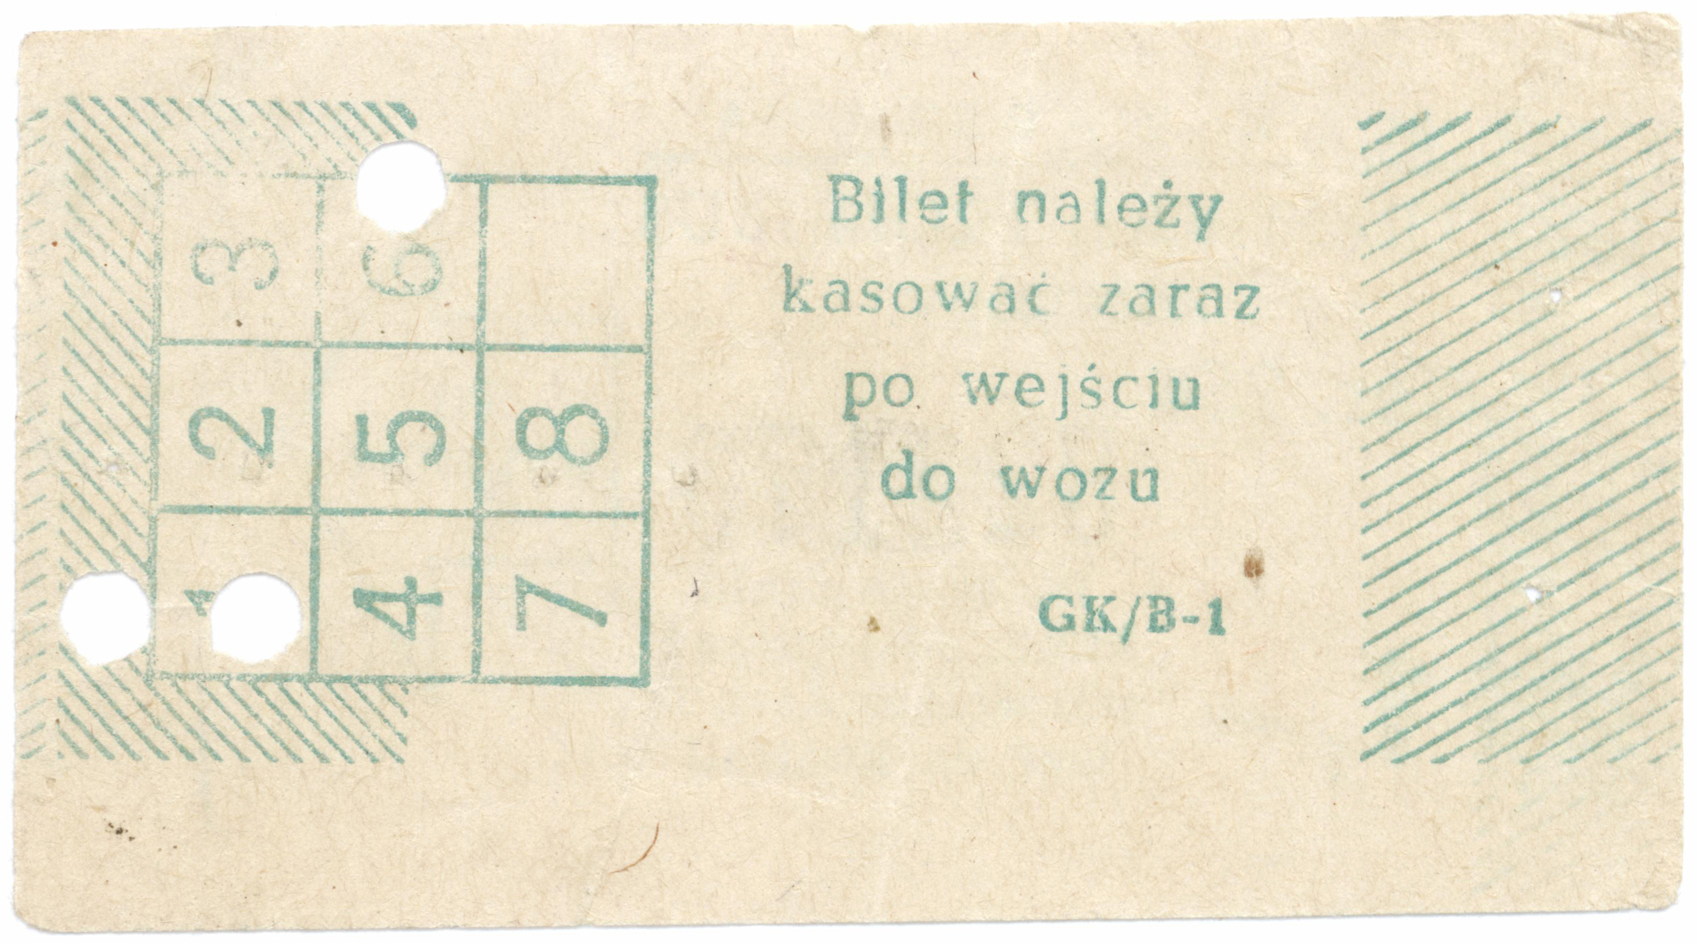 3 6
2 5 8
1 4 7
Bilet należy
kasować zaraz
po wejściu
do wozu
GK/B-1